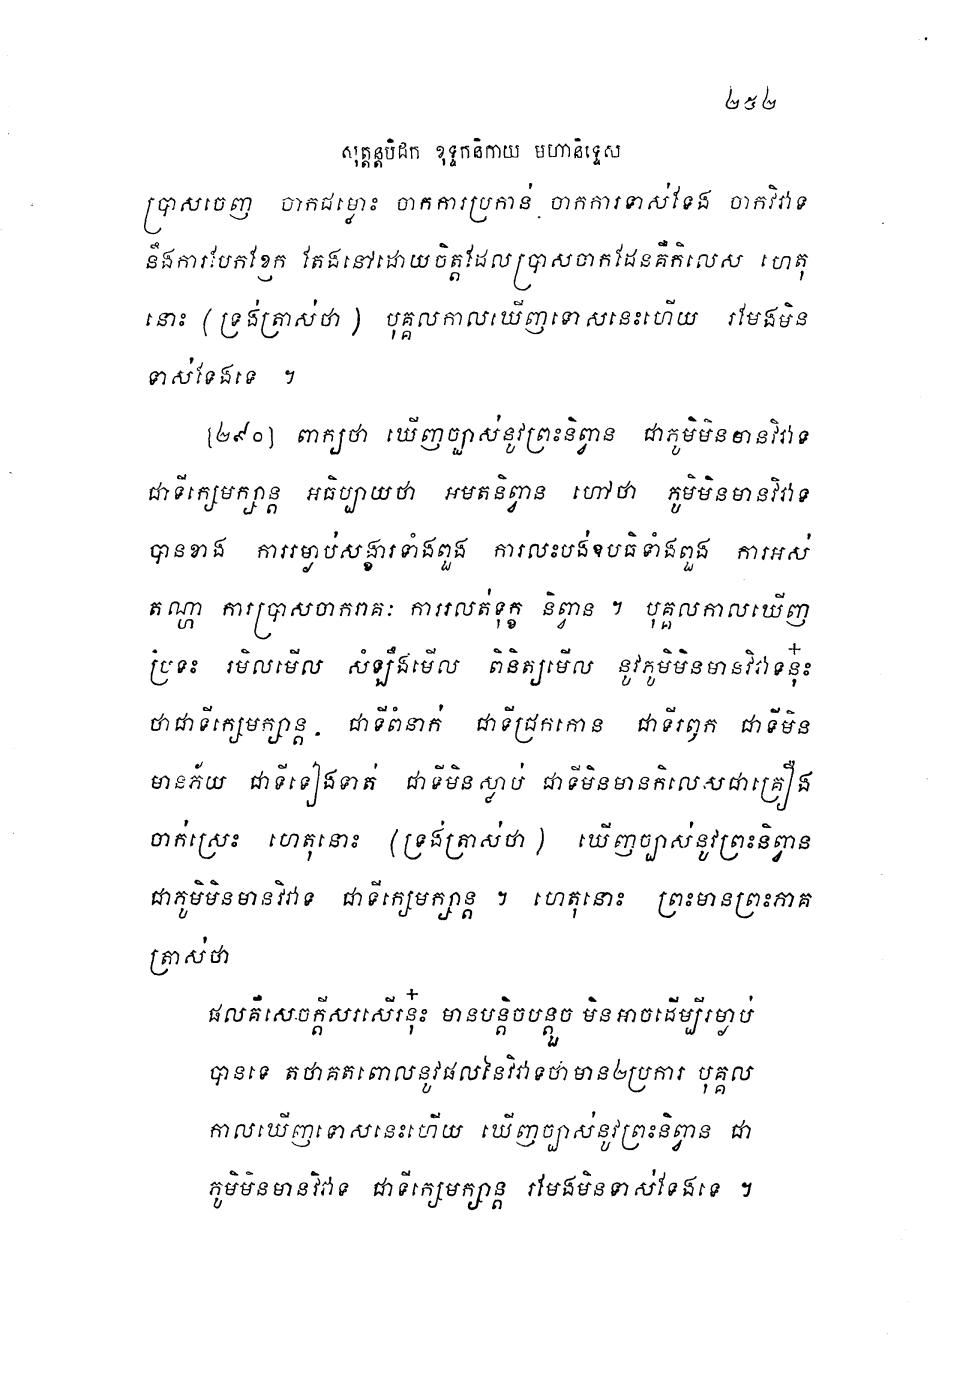 ២៥២
សុត្តន្តបិដក ខុទ្ទកនិកាយ មហានិទ្ទេស
ប្រាសចេញ ចាកជម្លោះ ចាកការប្រកាន់ ចាកការទាស់ទែង ចាកវិវាទ
នឹងការបែកខ្ញែក តែងនៅដោយចិត្តដែលប្រាសចាកដែនគឺកិលេស ហេតុ
នោះ (ទ្រង់ត្រាស់ថា) បុគ្គលកាលឃើញទោសនេះហើយ រមែងមិន
ទាស់ទែងទេ ។
[២៩០] ពាក្យថា ឃើញច្បាស់នូវព្រះនិព្វាន ជាភូមិមិនមានវិវាទ
ជាទីក្សេមក្សាន្ត អធិប្បាយថា អមតនិព្វាន ហៅថា ភូមិមិនមានវិវាទ
បានខាង ការរម្ងាប់សង្ខារទាំងពួង ការលះបង់ឧបធិទាំងពួង ការអស់
តណ្ហា ការប្រាសចាករាគៈ ការរលត់ទុក្ខ និព្វាន ។ បុគ្គលកាលឃើញ
ប្រទះ រមិលមើល សំឡឹងមើល ពិនិត្យមើល នូវភូមិមិនមានវិវាទនុ៎ះ
ថាជាទីក្សេមក្សាន្ត ជាទីពំនាក់ ជាទីជ្រកកោន ជាទីរឭក ជាទីមិន
មានភ័យ ជាទីទៀងទាត់ ជាទីមិនស្លាប់ ជាទីមិនមានកិលេសជាគ្រឿង
ចាក់ស្រេះ ហេតុនោះ (ទ្រង់ត្រាស់ថា) ឃើញច្បាស់នូវព្រះនិព្វាន
ជាភូមិមិនមានវិវាទ ជាទីក្សេមក្សាន្ត ។ ហេតុនោះ ព្រះមានព្រះភាគ
ត្រាស់ថា
ផលគឺសេចក្តីសរសើរនុ៎ះ មានបន្តិចបន្តួច មិនអាចដើម្បីរម្ងាប់
បានទេ តថាគតពោលនូវផលនៃវិវាទថាមាន២ប្រការ បុគ្គល
កាលឃើញទោសនេះហើយ ឃើញច្បាស់នូវព្រះនិព្វាន ជា
ភូមិមិនមានវិវាទ ជាទីក្សេមក្សាន្ត រមែងមិនទាស់ទែងទេ ។